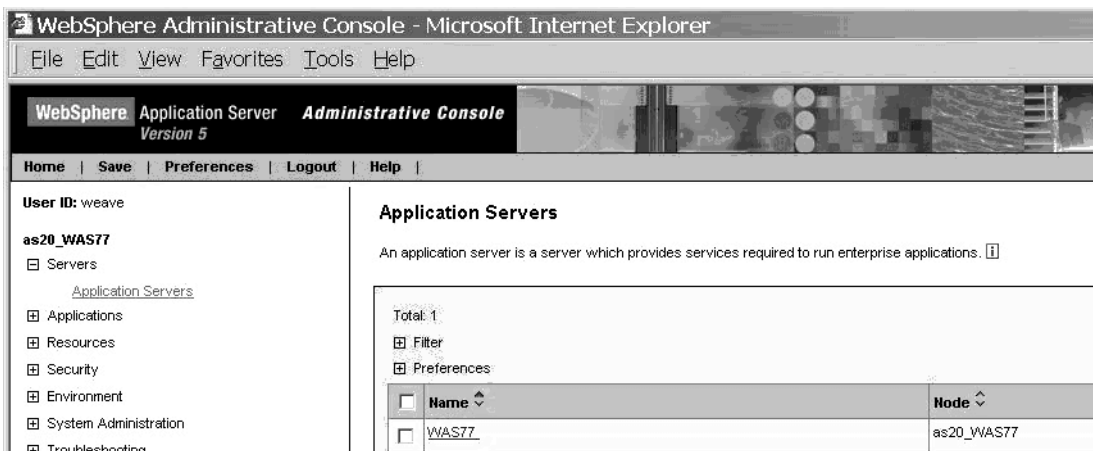 WebSphere Administrative Console - Microsoft Internet Explorer
File Edit View Favorites Tools Help
WebSphere Application Server Administrative Console
Version 5
Home | Save | Preferences | Logout | Help |
User ID: weave
as20_WAS77
Servers
Application Servers
Applications
Resources
Security
Environment
System Administration
Troubleshooting
Application Servers
An application server is a server which provides services required to run enterprise applications. i
Total: 1
Filter
Preferences
Name Node
WAS77 as20_WAS77